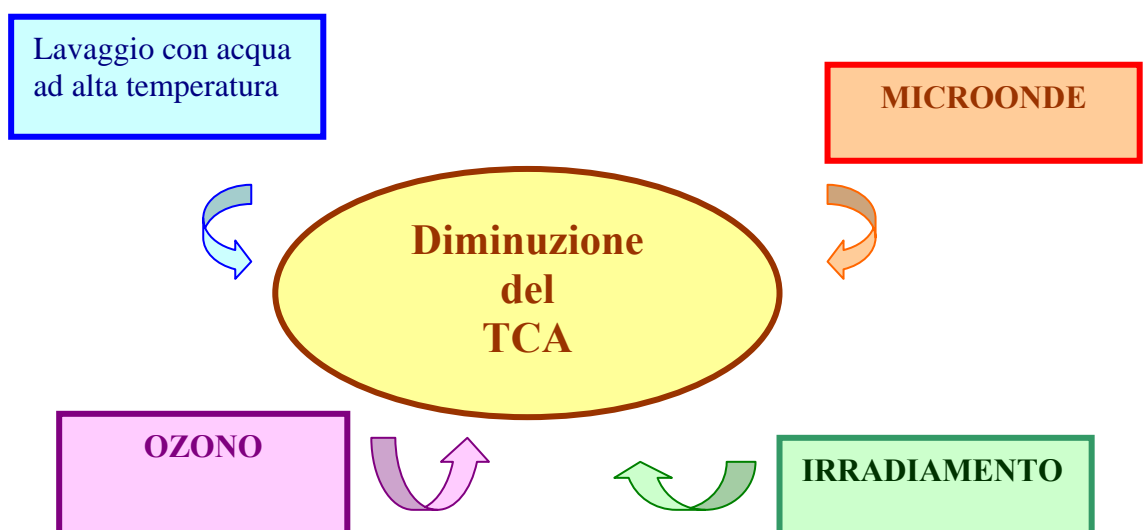 Lavaggio con acqua
ad alta temperatura
MICROONDE
Diminuzione
del
TCA
OZONO
IRRADIAMENTO